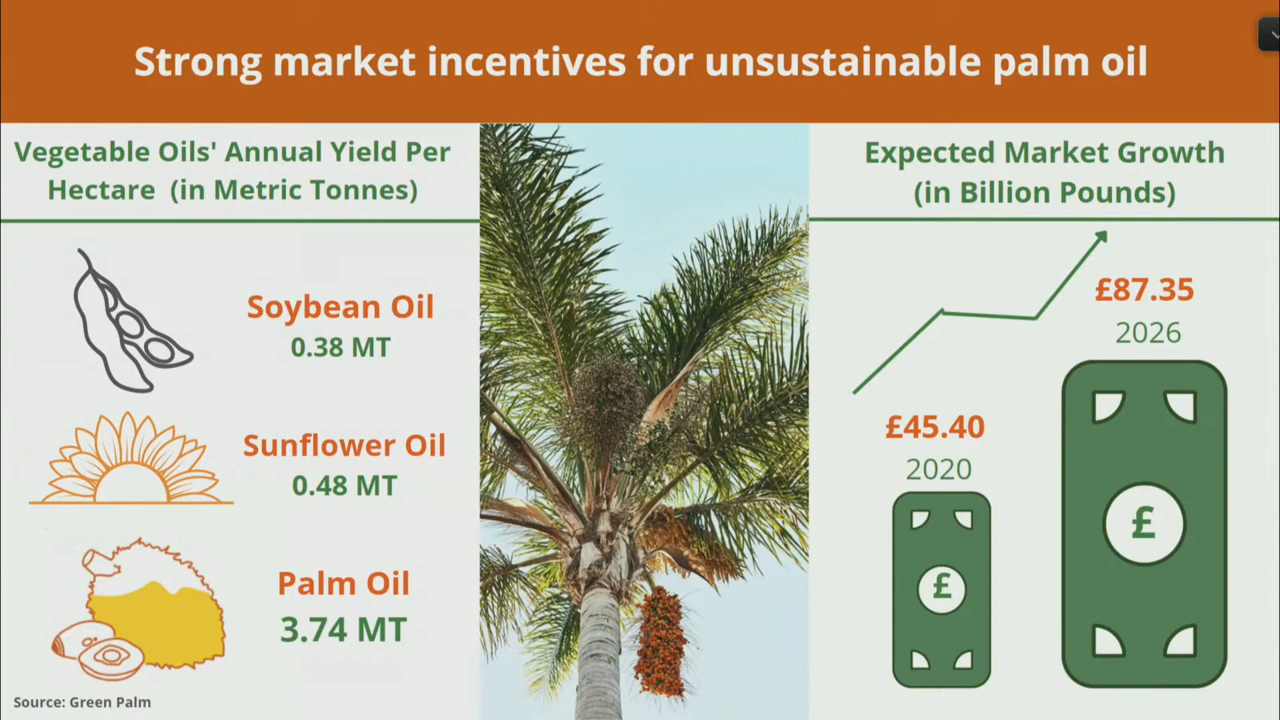 Strong market incentives for unsustainable palm oil
Vegetable Oils' Annual Yield Per
Hectare (in Metric Tonnes)
Soybean Oil
0.38 MT
Sunflower Oil
0.48 MT
Palm Oil
3.74 MT
Source: Green Palm
Expected Market Growth
(in Billion Pounds)
£87.35
2026
£45.40
2020
£
£